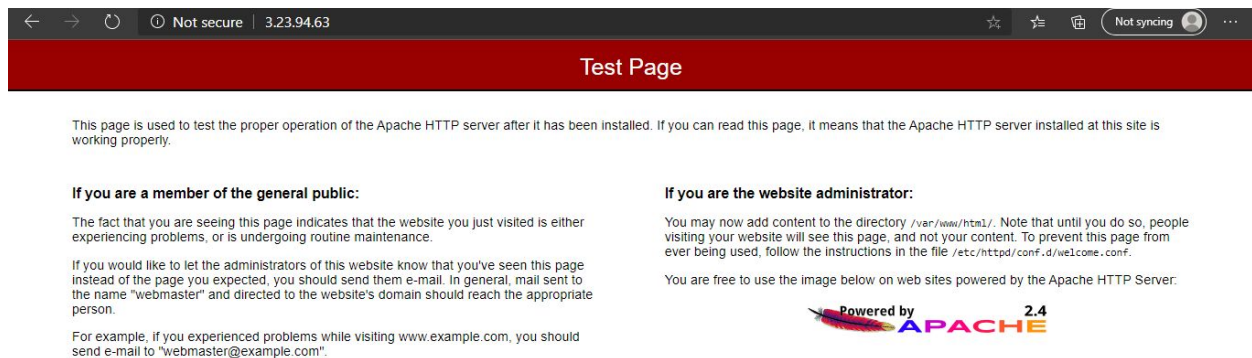 Not secure | 3.23.94.63
Not syncing
Test Page
This page is used to test the proper operation of the Apache HTTP server after it has been installed. If you can read this page, it means that the Apache HTTP server installed at this site is
working properly.
If you are a member of the general public:
The fact that you are seeing this page indicates that the website you just visited is either
experiencing problems, or is undergoing routine maintenance.
If you would like to let the administrators of this website know that you've seen this page
instead of the page you expected, you should send them e-mail. In general, mail sent to
the name "webmaster" and directed to the website's domain should reach the appropriate
person.
For example, if you experienced problems while visiting www.example.com, you should
send e-mail to "webmaster@example.com".
If you are the website administrator:
You may now add content to the directory /var/www/html/. Note that until you do so, people
visiting your website will see this page, and not your content. To prevent this page from
ever being used, follow the instructions in the file /etc/httpd/conf.d/welcome.conf.
You are free to use the image below on web sites powered by the Apache HTTP Server:
Powered by 2.4
APACHE